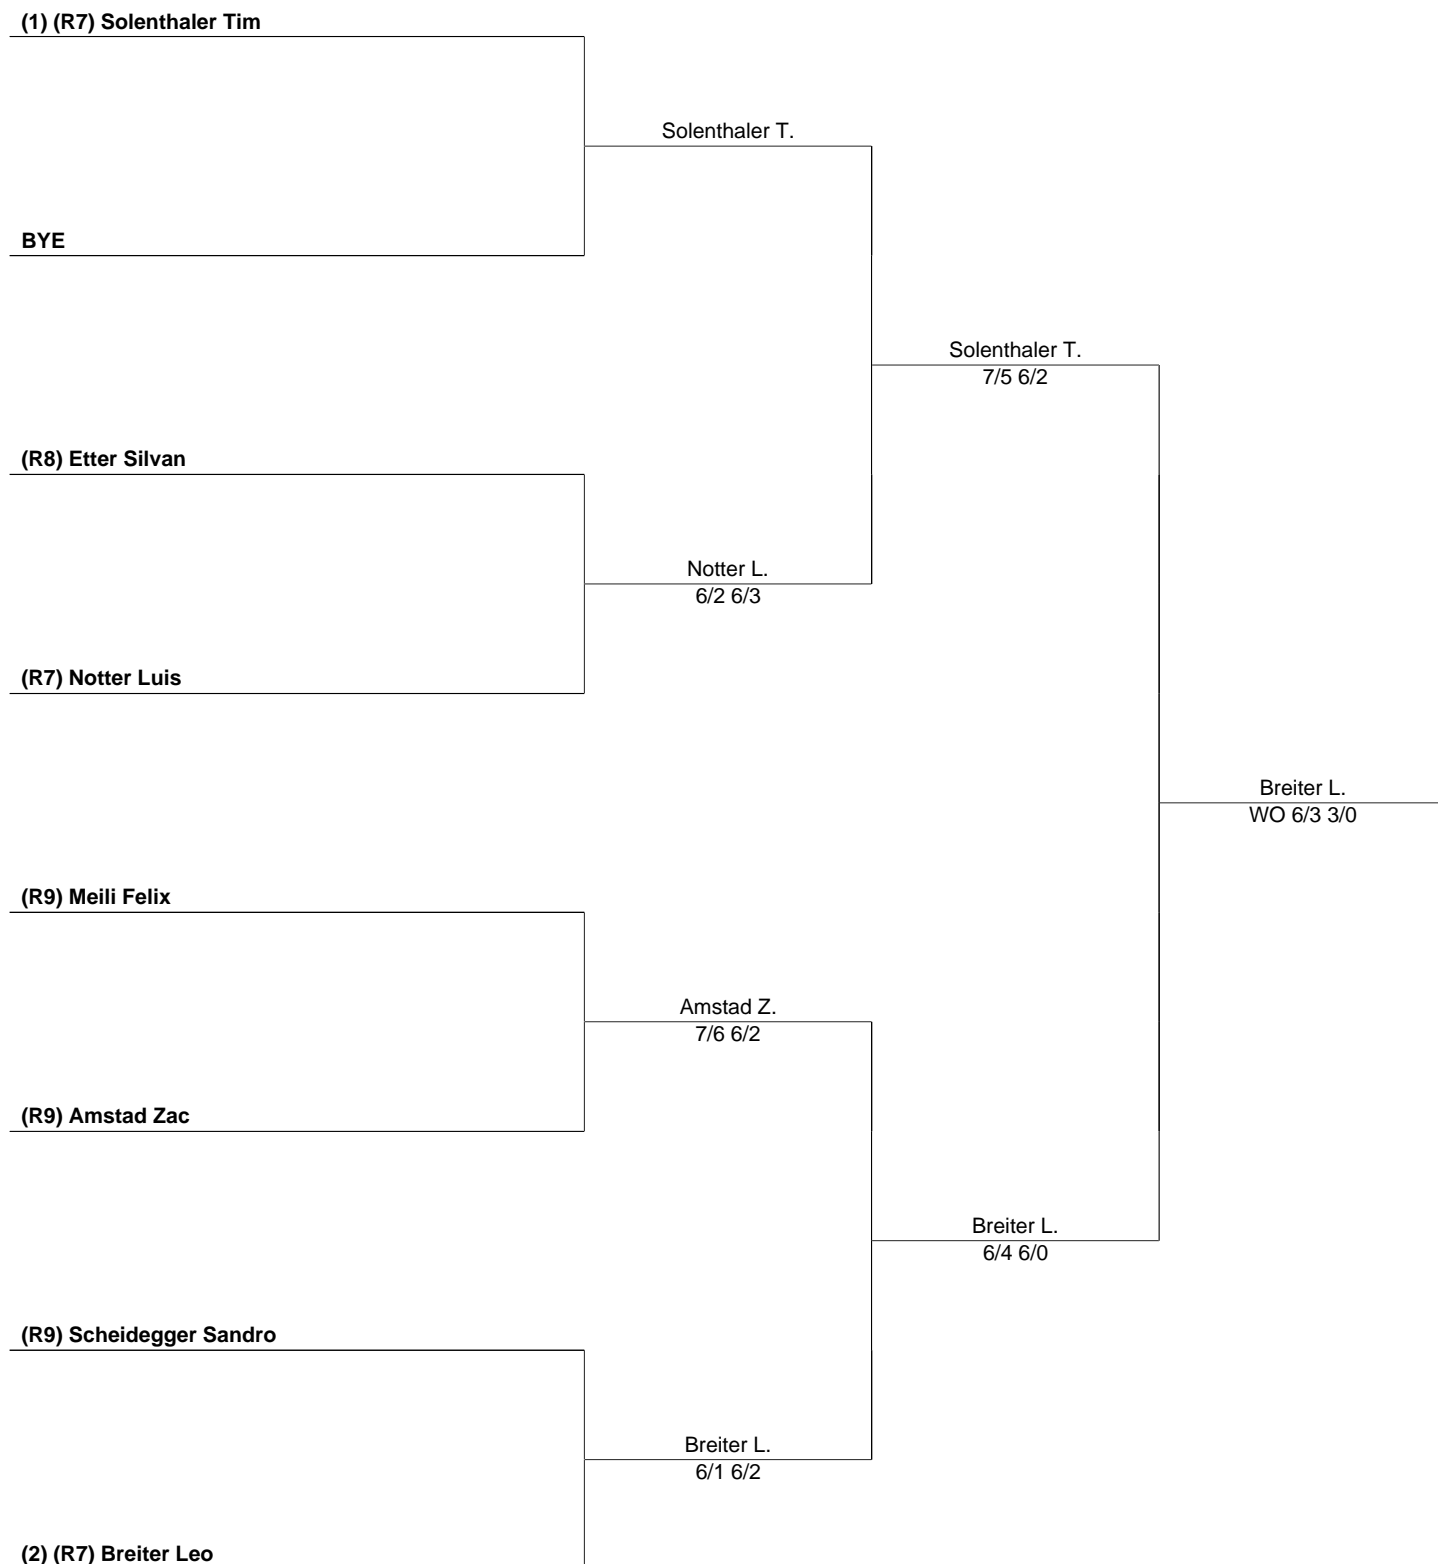 (1) (R7) Solenthaler Tim
Solenthaler T.
BYE
Solenthaler T.
7/5 6/2
(R8) Etter Silvan
Notter L.
6/2 6/3
(R7) Notter Luis
Breiter L.
WO 6/3 3/0
(R9) Meili Felix
Amstad Z.
7/6 6/2
(R9) Amstad Zac
Breiter L.
6/4 6/0
(R9) Scheidegger Sandro
Breiter L.
6/1 6/2
(2) (R7) Breiter Leo